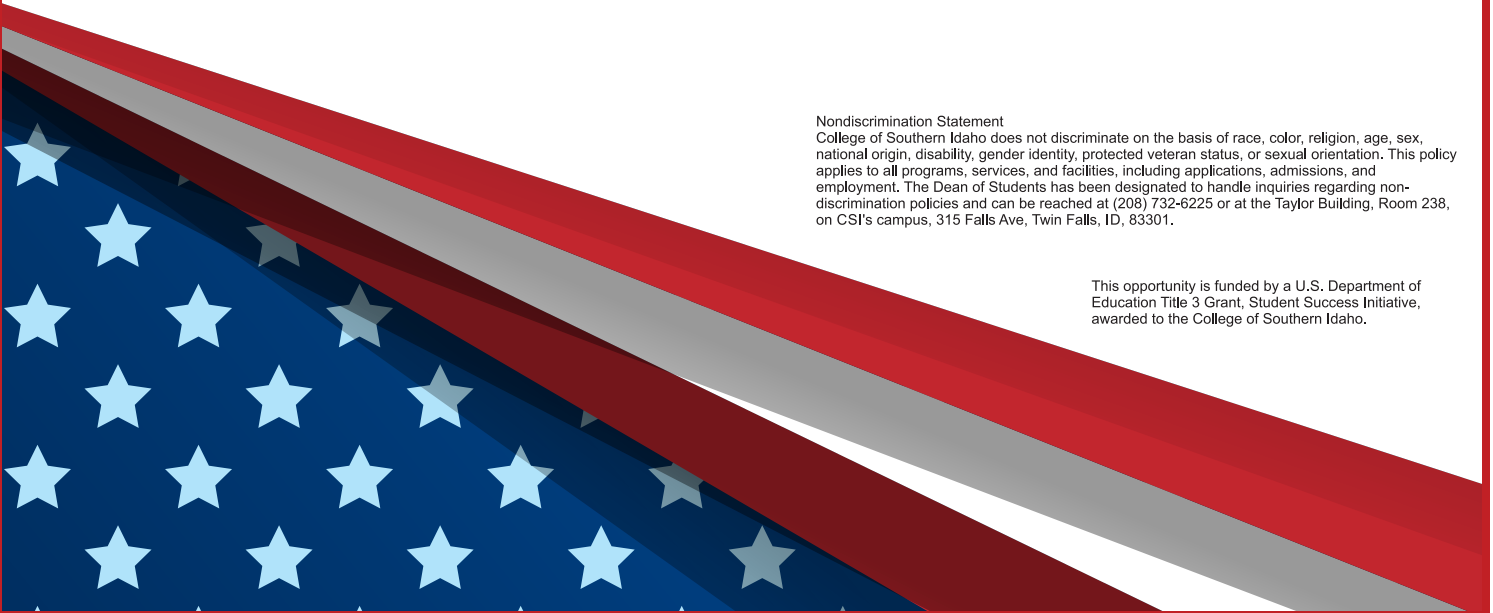 Nondiscrimination Statement
College of Southern Idaho does not discriminate on the basis of race, color, religion, age, sex,
national origin, disability, gender identity, protected veteran status, or sexual orientation. This policy
applies to all programs, services, and facilities, including applications, admissions, and
employment. The Dean of Students has been designated to handle inquiries regarding non-
discrimination policies and can be reached at (208) 732-6225 or at the Taylor Building, Room 238,
on CSI's campus, 315 Falls Ave, Twin Falls, ID, 83301.
This opportunity is funded by a U.S. Department of
Education Title 3 Grant, Student Success Initiative,
awarded to the College of Southern Idaho.